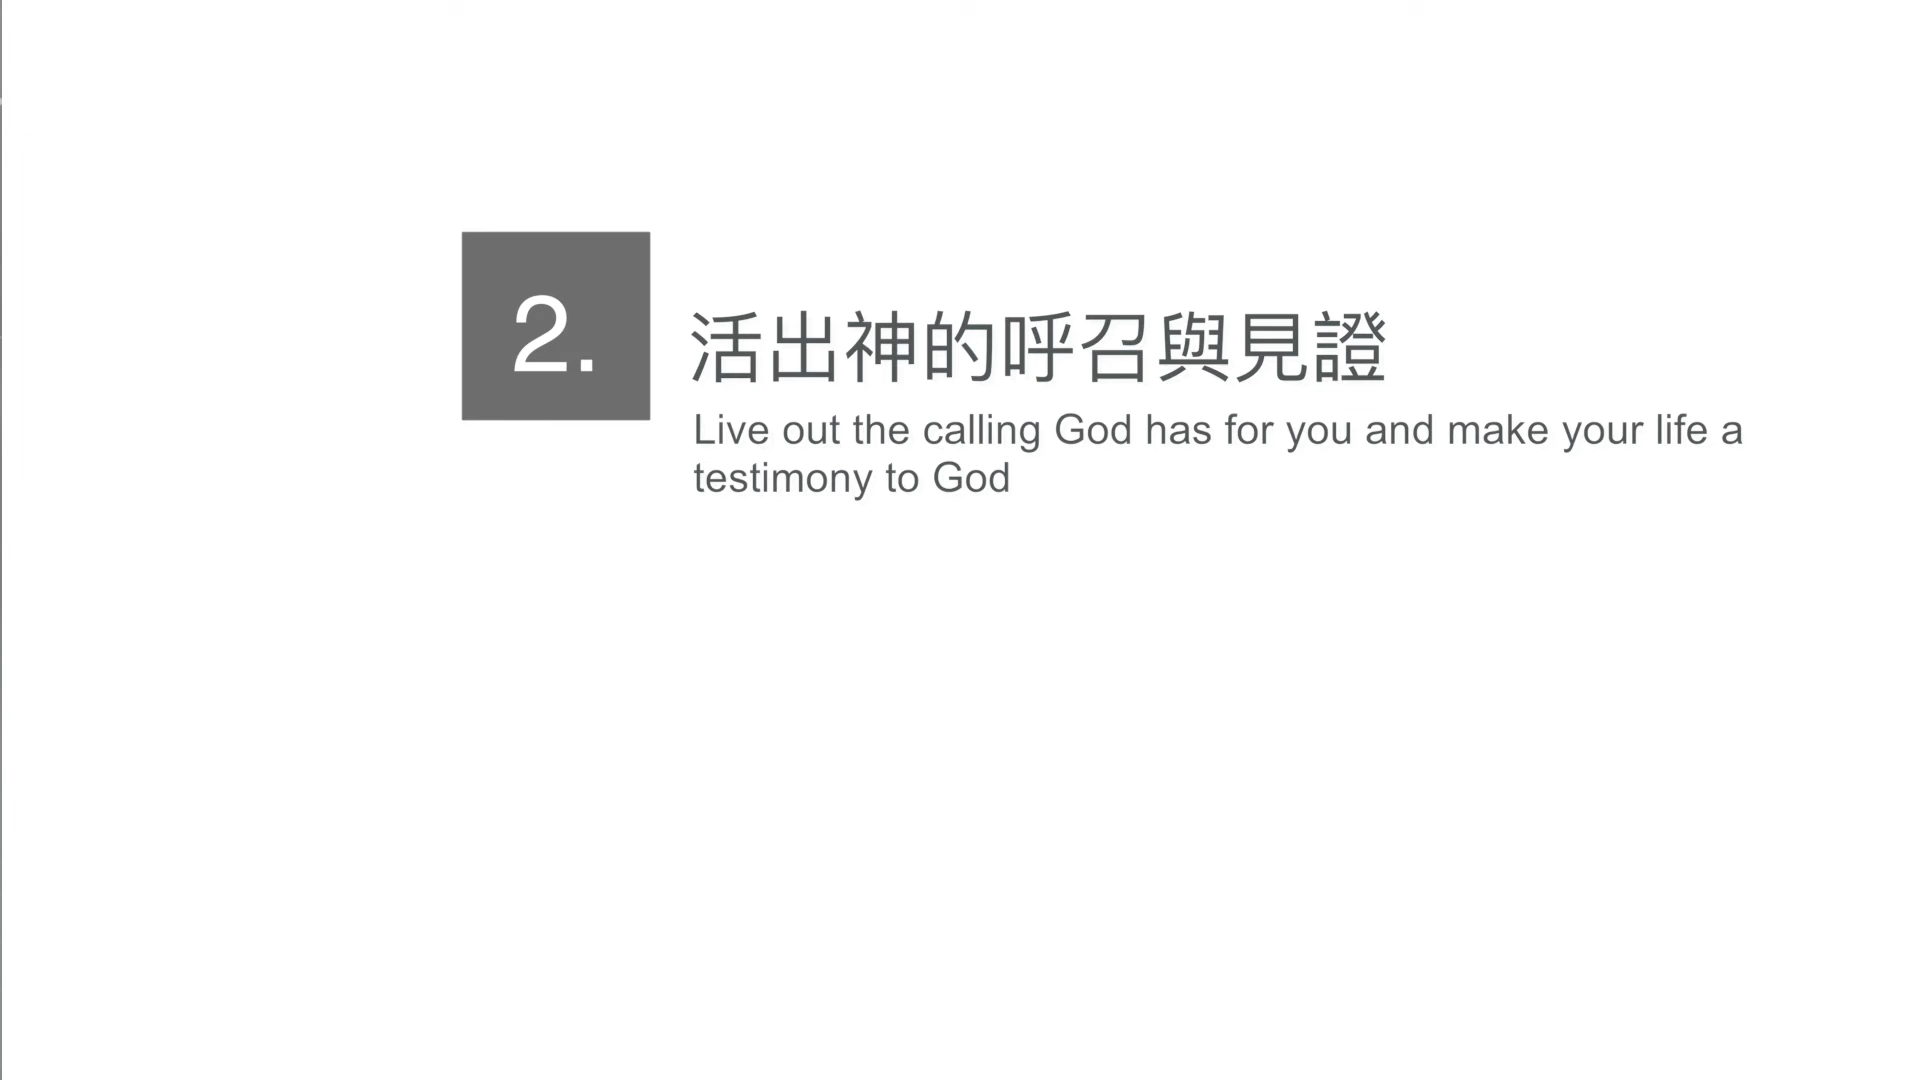 2.
活出神的呼召與見證
Live out the calling God has for you and make your life a
testimony to God